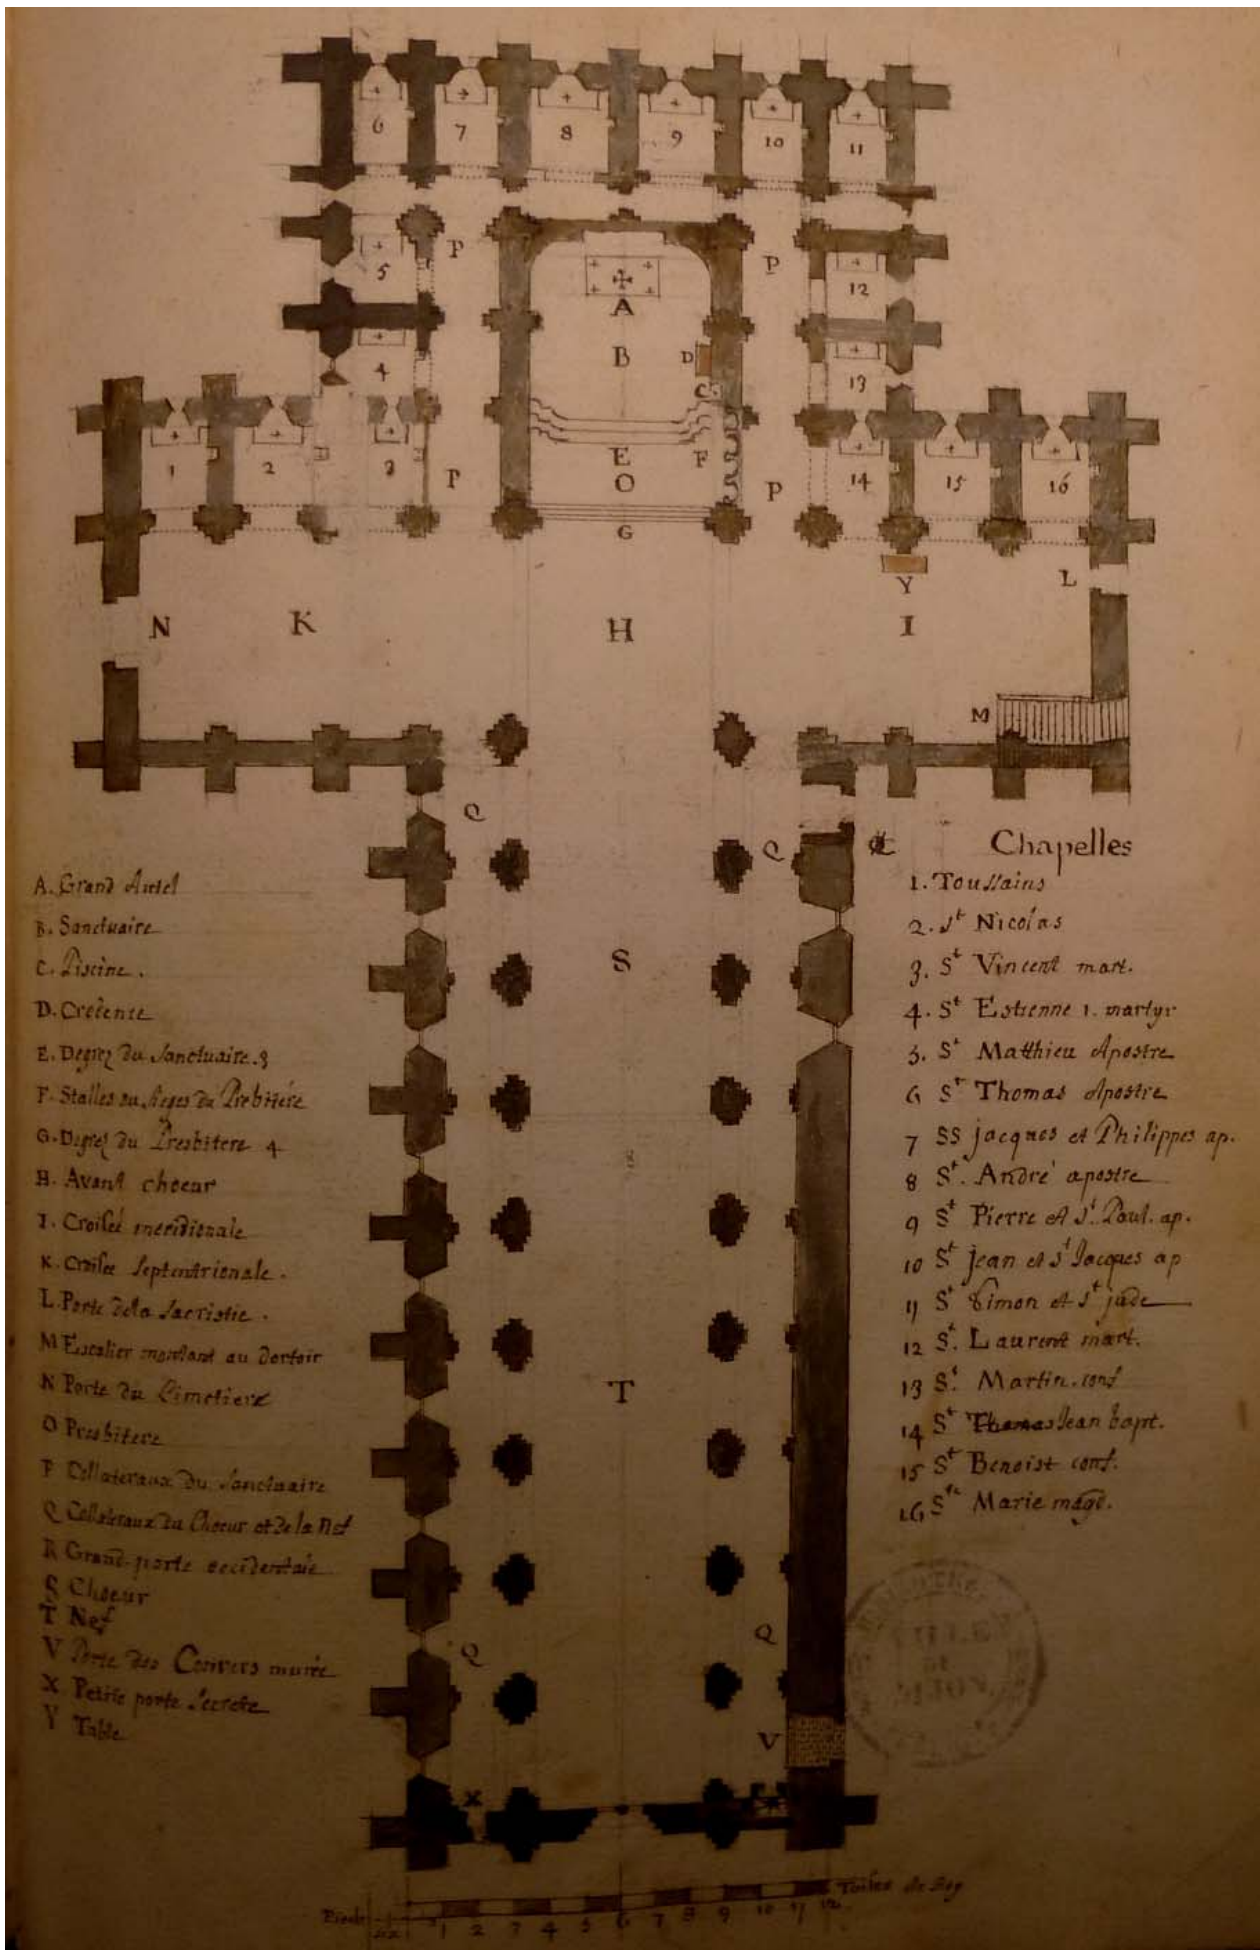 6 7 8 9 10 11
P P
5 12
A
B D
4 C 13
1 2 3 E F 14 15 16
P O P
G
Y L
N K H I
M
Q Q
S
T
Q Q
V
X
A. Grand Autel
B. Sanctuaire
C. Piscine.
D. Credence
E. Degrez du Sanctuaire. 3
F. Stalles ou sieges du Prebitere
G. Degrez du Presbitere 4
H. Avant choeur
I. Croisée meridionale
K. Croisée Septentrionale.
L. Porte de la Sacristie.
M Escalier montant au dortoir
N Porte du Cimetiere
O Presbitere
P Collateraux du Sanctuaire
Q Collateraux du Choeur et de la Nef
R Grand-porte occidentale
S Choeur
T Nef
V Porte des Convers murée
X. Petite porte secrete
Y Table
Chapelles
1. Toussains
2. St Nicolas
3. St Vincent mart.
4. St Estienne 1. martyr
5. St Matthieu Apostre
6 St Thomas Apostre
7 SS jacques et Philippes ap.
8 St. André apostre
9 St Pierre et St. Paul. ap.
10 St jean et St Jacques ap
11 St Simon et St jude
12 St. Laurent mart.
13 St. Martin. conf
14 St Thomas Jean bapt.
15 St Benoist conf.
16 Ste Marie magd.
Pieds 1 2 3 4 5 6 7 8 9 10 11 12 Toises de Roy